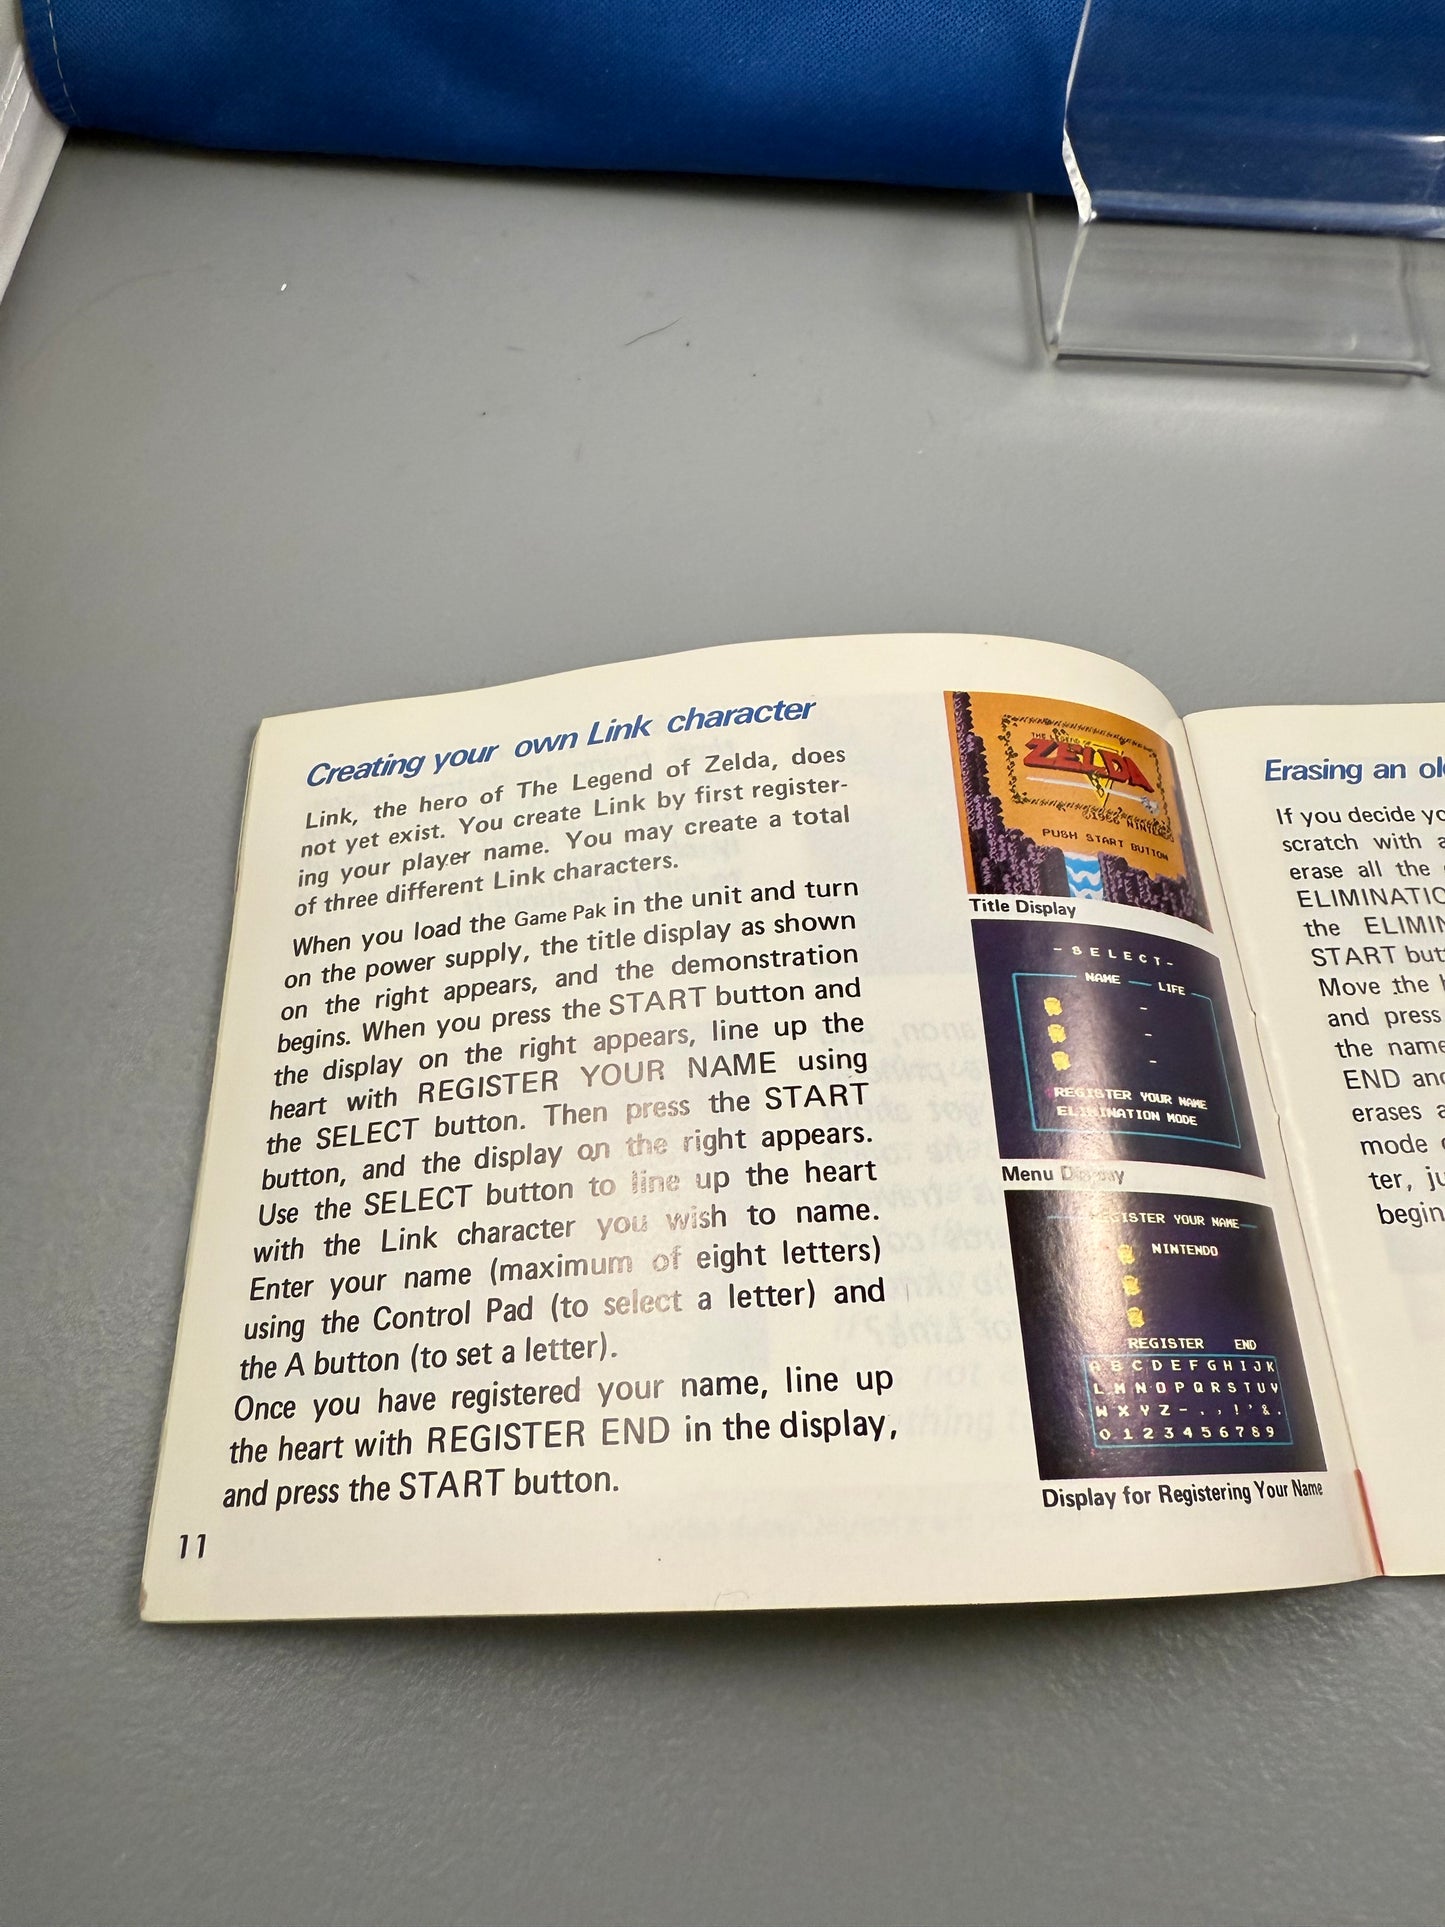 Creating your own Link character
Link, the hero of The Legend of Zelda, does
not yet exist. You create Link by first register-
ing your player name. You may create a total
of three different Link characters.
When you load the Game Pak in the unit and turn
on the power supply, the title display as shown
on the right appears, and the demonstration
begins. When you press the START button and
the display on the right appears, line up the
heart with REGISTER YOUR NAME using
the SELECT button. Then press the START
button, and the display on the right appears.
Use the SELECT button to line up the heart
with the Link character you wish to name.
Enter your name (maximum of eight letters)
using the Control Pad (to select a letter) and
the A button (to set a letter).
Once you have registered your name, line up
the heart with REGISTER END in the display,
and press the START button.
11
THE LEGEND OF
ZELDA
©1986 NINTENDO
PUSH START BUTTON
Title Display
-SELECT-
NAME LIFE
-
-
-
REGISTER YOUR NAME
ELIMINATION MODE
Menu Display
REGISTER YOUR NAME
NINTENDO
REGISTER END
A B C D E F G H I J K
L M N O P Q R S T U V
W X Y Z - . , ! ' & .
0 1 2 3 4 5 6 7 8 9
Display for Registering Your Name
Erasing an
If you decide
scratch with
erase all the
the
START
Move the
and press
the name
END
erases
mode
ter,
begin